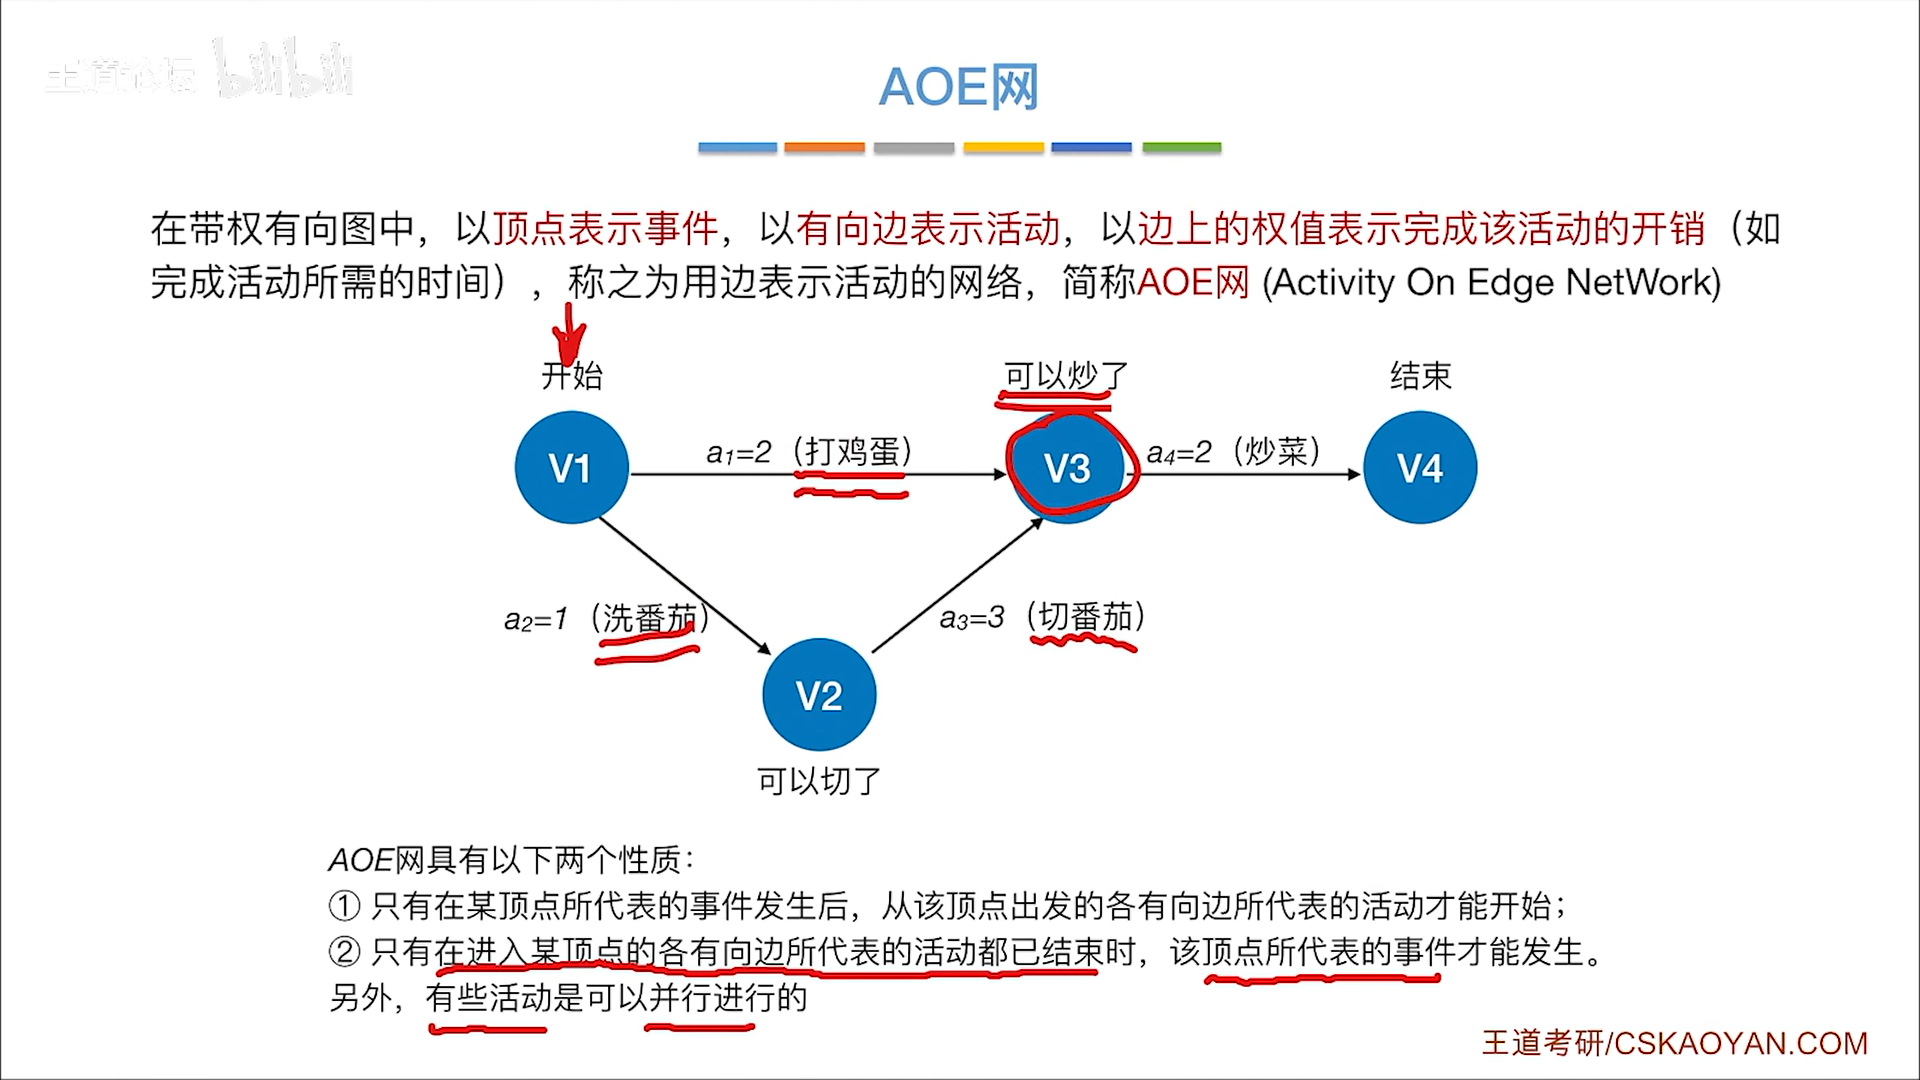 王道论坛 bilibili
AOE网
在带权有向图中，以顶点表示事件，以有向边表示活动，以边上的权值表示完成该活动的开销（如
完成活动所需的时间），称之为用边表示活动的网络，简称AOE网 (Activity On Edge NetWork)
开始 可以炒了 结束
V1 a1=2（打鸡蛋） V3 a4=2（炒菜） V4
a2=1（洗番茄） a3=3（切番茄）
V2
可以切了
AOE网具有以下两个性质：
① 只有在某顶点所代表的事件发生后，从该顶点出发的各有向边所代表的活动才能开始；
② 只有在进入某顶点的各有向边所代表的活动都已结束时，该顶点所代表的事件才能发生。
另外，有些活动是可以并行进行的
王道考研/CSKAOYAN.COM